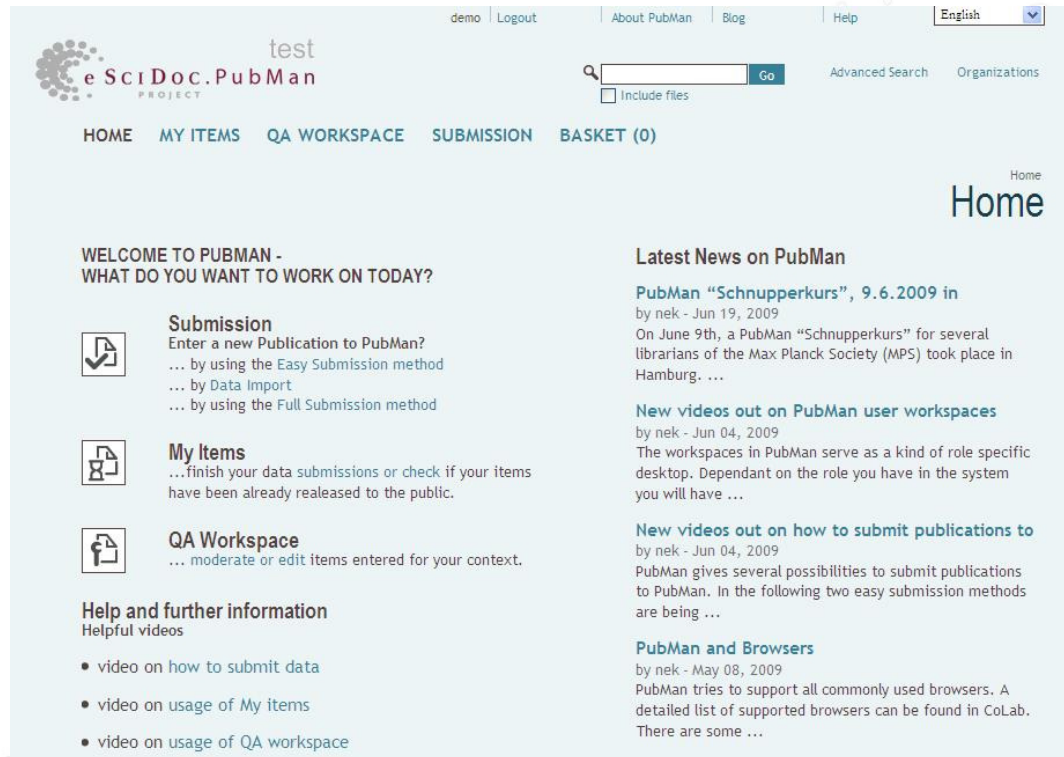 demo Logout About PubMan Blog Help English
test
eSciDoc.PubMan
PROJECT
Go Advanced Search Organizations
Include files
HOME MY ITEMS QA WORKSPACE SUBMISSION BASKET (0)
Home
Home
WELCOME TO PUBMAN -
WHAT DO YOU WANT TO WORK ON TODAY?
Submission
Enter a new Publication to PubMan?
... by using the Easy Submission method
... by Data Import
... by using the Full Submission method
My Items
...finish your data submissions or check if your items
have been already realeased to the public.
QA Workspace
... moderate or edit items entered for your context.
Help and further information
Helpful videos
• video on how to submit data
• video on usage of My items
• video on usage of QA workspace
Latest News on PubMan
PubMan “Schnupperkurs”, 9.6.2009 in
by nek - Jun 19, 2009
On June 9th, a PubMan “Schnupperkurs” for several
librarians of the Max Planck Society (MPS) took place in
Hamburg. ...
New videos out on PubMan user workspaces
by nek - Jun 04, 2009
The workspaces in PubMan serve as a kind of role specific
desktop. Dependant on the role you have in the system
you will have ...
New videos out on how to submit publications to
by nek - Jun 04, 2009
PubMan gives several possibilities to submit publications
to PubMan. In the following two easy submission methods
are being ...
PubMan and Browsers
by nek - May 08, 2009
PubMan tries to support all commonly used browsers. A
detailed list of supported browsers can be found in CoLab.
There are some ...